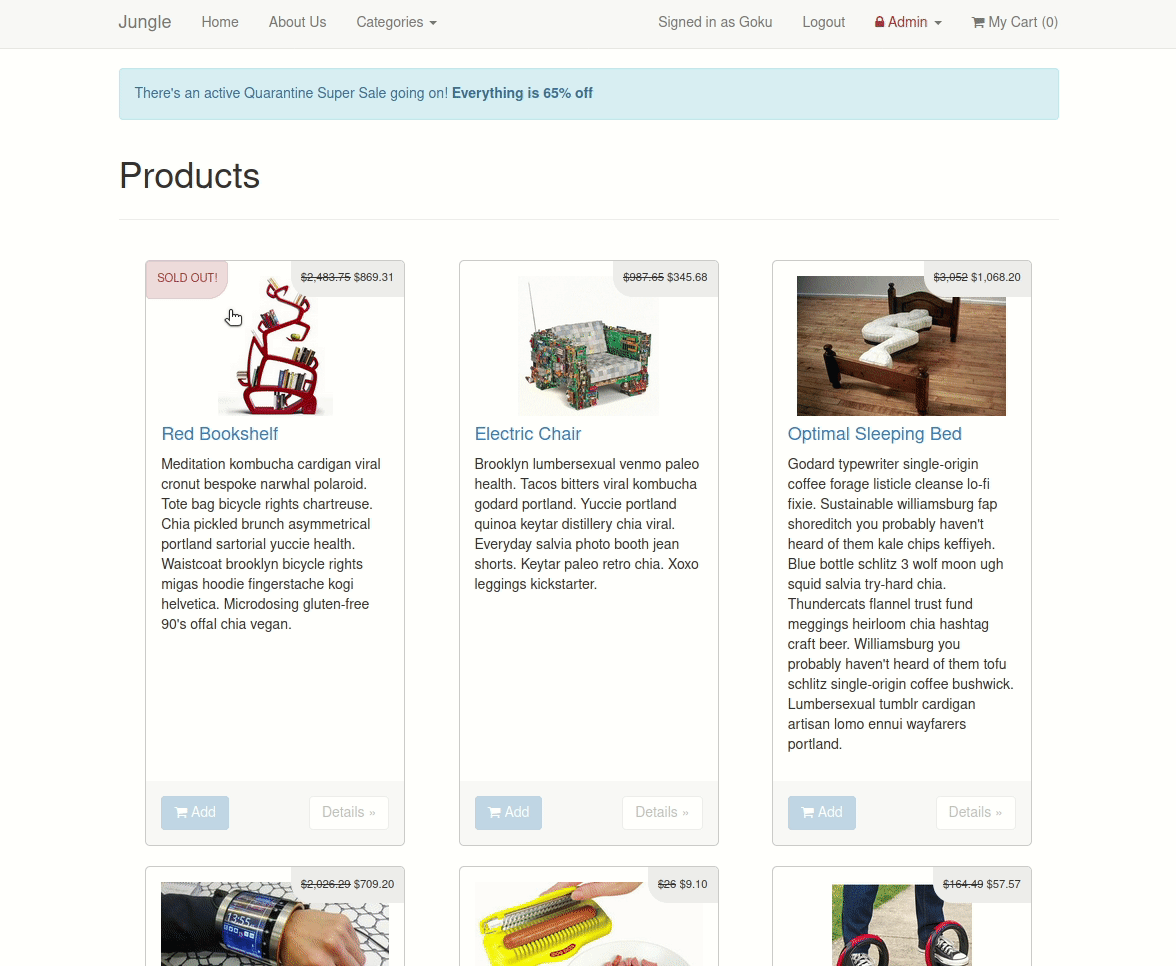 Jungle Home About Us Categories Signed in as Goku Logout Admin My Cart (0)
There's an active Quarantine Super Sale going on! Everything is 65% off
Products
SOLD OUT!
$2,483.75 $869.31
Red Bookshelf
Meditation kombucha cardigan viral
cronut bespoke narwhal polaroid.
Tote bag bicycle rights chartreuse.
Chia pickled brunch asymmetrical
portland sartorial yuccie health.
Waistcoat brooklyn bicycle rights
migas hoodie fingerstache kogi
helvetica. Microdosing gluten-free
90's offal chia vegan.
Add Details »
$987.65 $345.68
Electric Chair
Brooklyn lumbersexual venmo paleo
health. Tacos bitters viral kombucha
godard portland. Yuccie portland
quinoa keytar distillery chia viral.
Everyday salvia photo booth jean
shorts. Keytar paleo retro chia. Xoxo
leggings kickstarter.
Add Details »
$3,052 $1,068.20
Optimal Sleeping Bed
Godard typewriter single-origin
coffee forage listicle cleanse lo-fi
fixie. Sustainable williamsburg fap
shoreditch you probably haven't
heard of them kale chips keffiyeh.
Blue bottle schlitz 3 wolf moon ugh
squid salvia try-hard chia.
Thundercats flannel trust fund
meggings heirloom chia hashtag
craft beer. Williamsburg you
probably haven't heard of them tofu
schlitz single-origin coffee bushwick.
Lumbersexual tumblr cardigan
artisan lomo ennui wayfarers
portland.
Add Details »
$2,026.29 $709.20
13:55
$26 $9.10
$164.49 $57.57